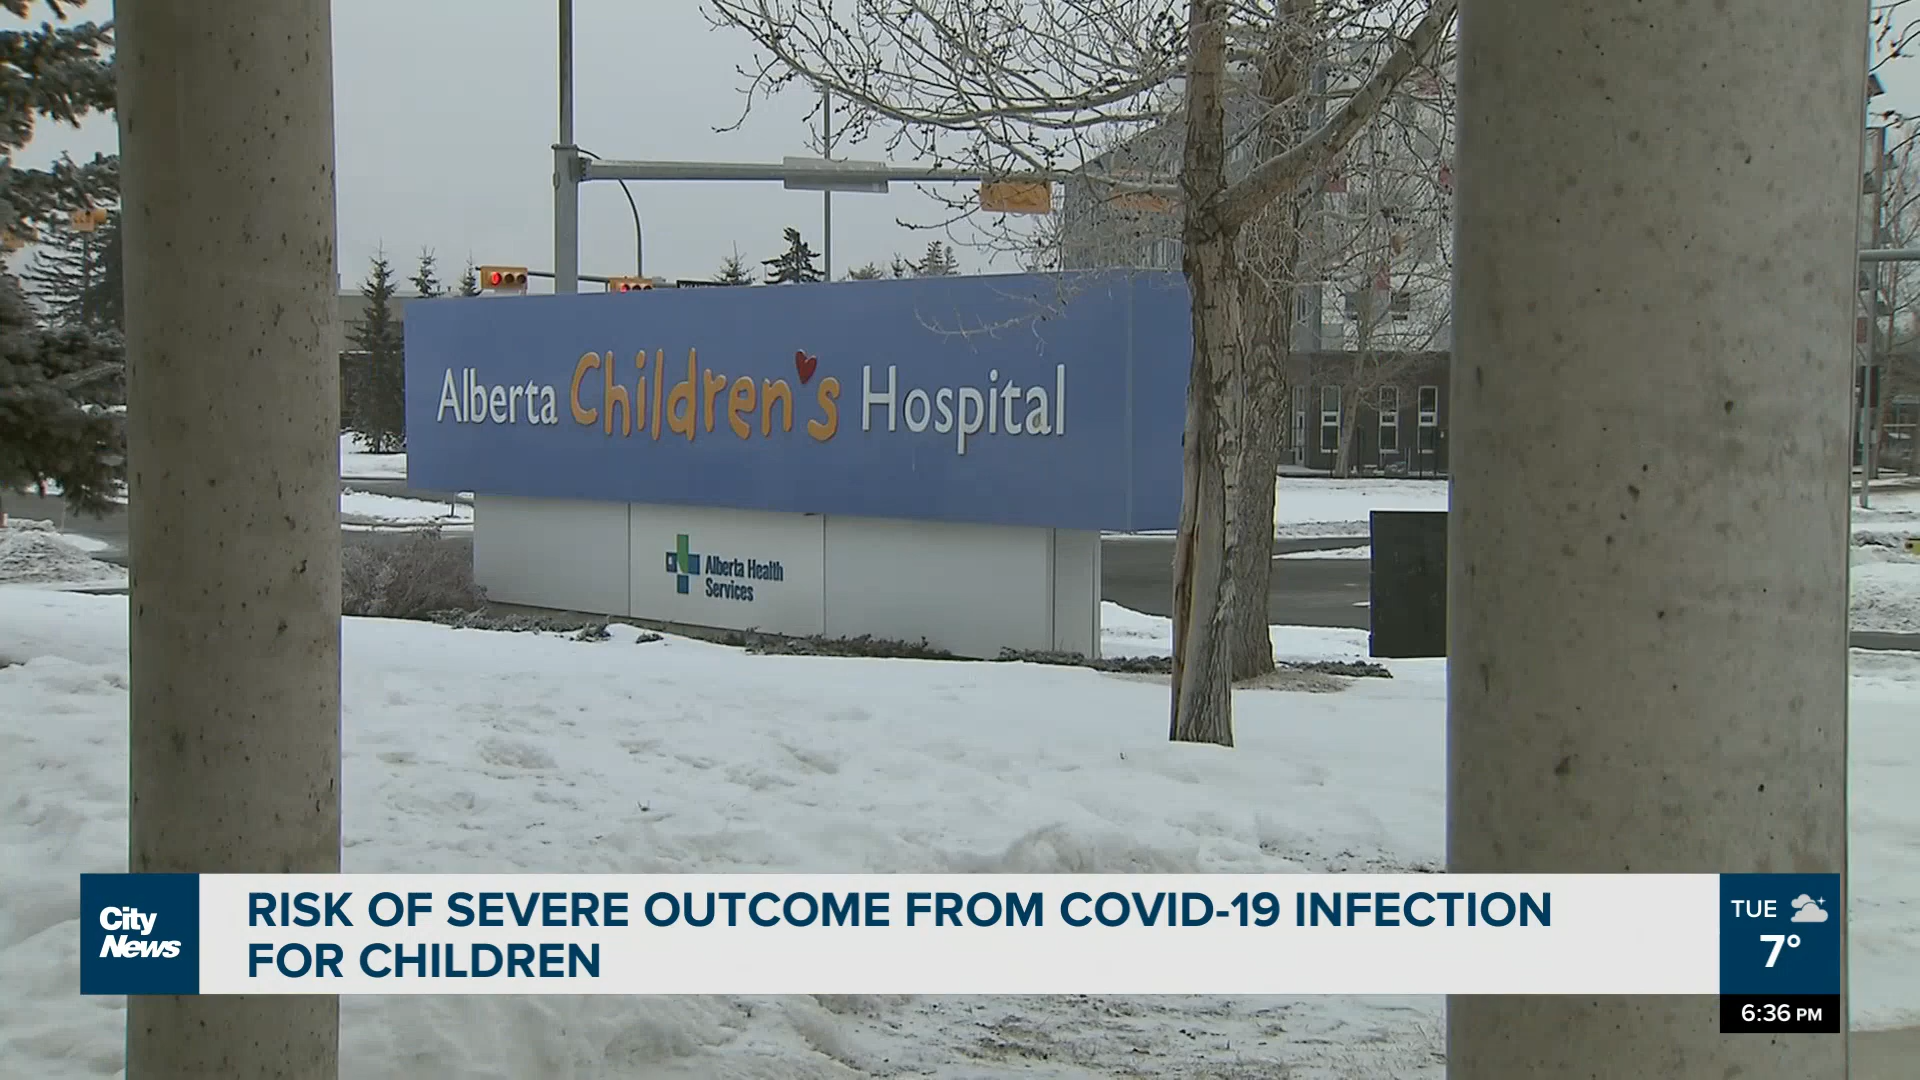 Alberta Children's Hospital
Alberta Health
Services
City
News
RISK OF SEVERE OUTCOME FROM COVID-19 INFECTION
FOR CHILDREN
TUE
7°
6:36 PM